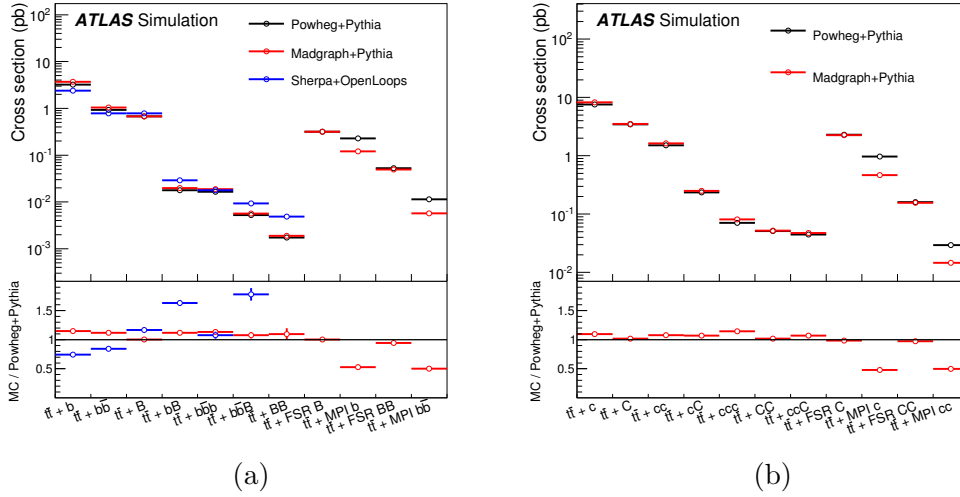 ATLAS Simulation
Powheg+Pythia
Madgraph+Pythia
Sherpa+OpenLoops
Cross section (pb)
10²
10
1
10⁻¹
10⁻²
10⁻³
MC / Powheg+Pythia
1.5
1
0.5
tt̄ + b
tt̄ + bb̄
tt̄ + B
tt̄ + bB
tt̄ + bb̄b
tt̄ + bb̄B
tt̄ + BB
tt̄ + FSR B
tt̄ + MPI b
tt̄ + FSR BB
tt̄ + MPI bb̄
(a)
ATLAS Simulation
Powheg+Pythia
Madgraph+Pythia
Cross section (pb)
10²
10
1
10⁻¹
10⁻²
MC / Powheg+Pythia
1.5
1
0.5
tt̄ + c
tt̄ + C
tt̄ + cc
tt̄ + cC
tt̄ + ccc
tt̄ + CC
tt̄ + ccC
tt̄ + FSR C
tt̄ + MPI c
tt̄ + FSR CC
tt̄ + MPI cc
(b)